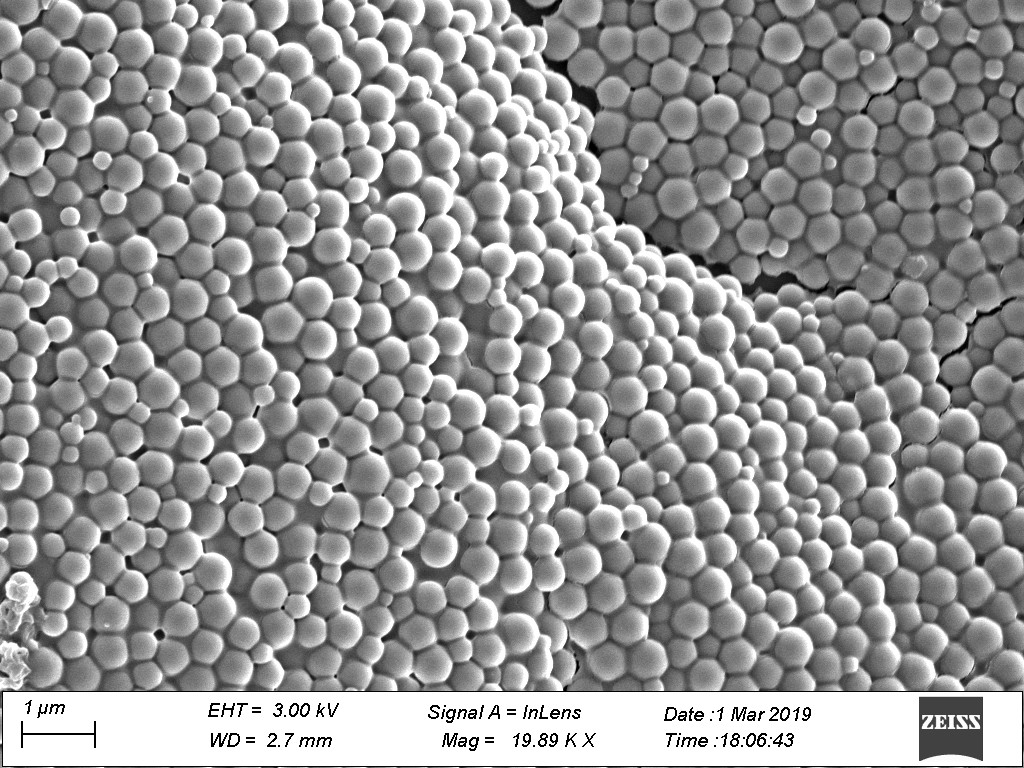 1 µm
EHT = 3.00 kV
Signal A = InLens
Date :1 Mar 2019
WD = 2.7 mm
Mag = 19.89 K X
Time :18:06:43
ZEISS